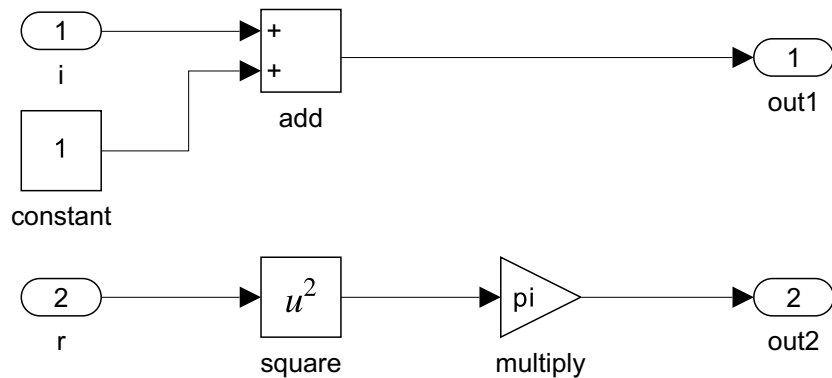 1
+
i
+
add
1
out1
1
constant
2
r
u²
square
pi
multiply
2
out2